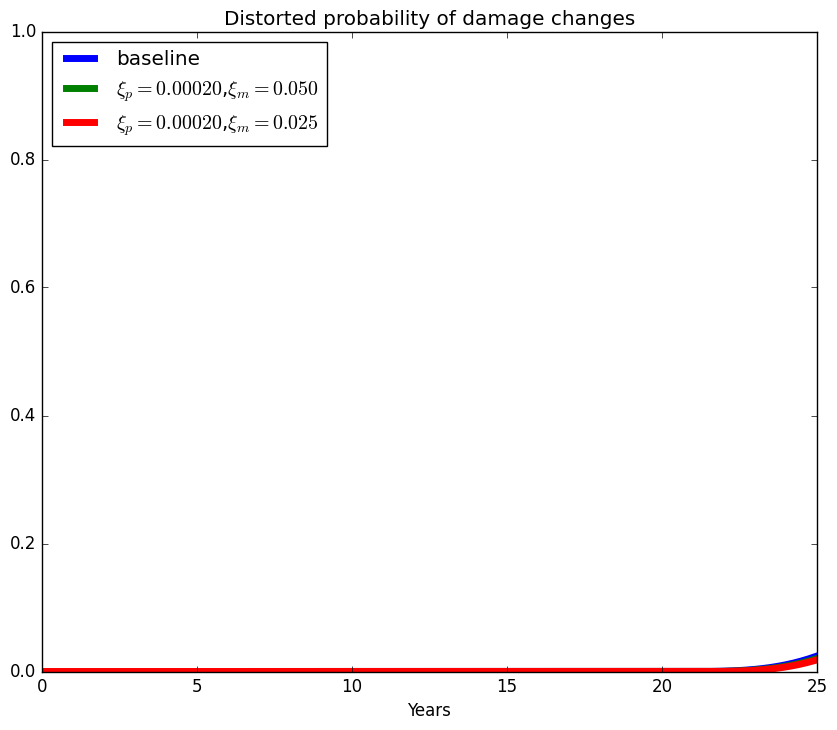 Distorted probability of damage changes
1.0
0.8
0.6
0.4
0.2
0.0
baseline
ξₚ = 0.00020,ξₘ = 0.050
ξₚ = 0.00020,ξₘ = 0.025
0 5 10 15 20 25
Years